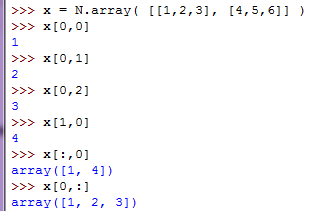 >>> x = N.array( [[1,2,3], [4,5,6]] )
>>> x[0,0]
1
>>> x[0,1]
2
>>> x[0,2]
3
>>> x[1,0]
4
>>> x[:,0]
array([1, 4])
>>> x[0,:]
array([1, 2, 3])